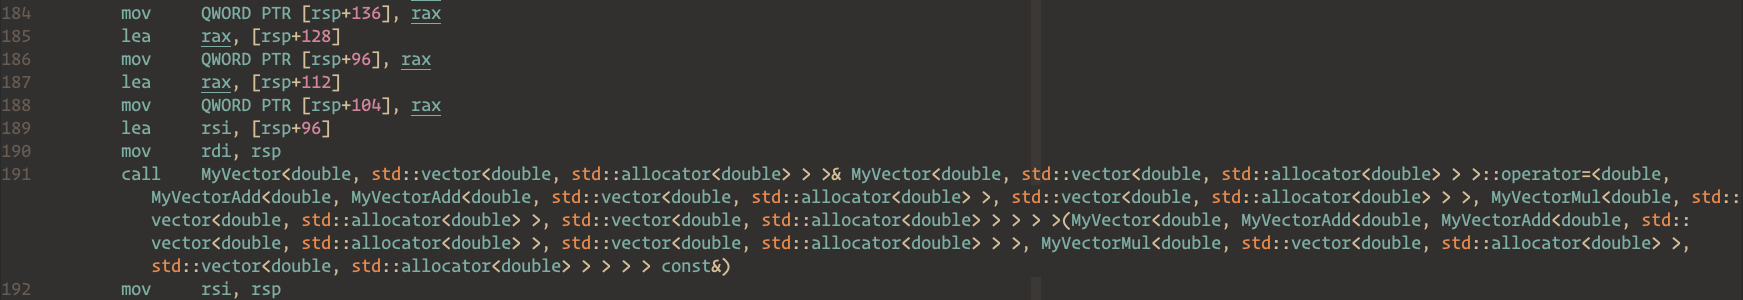 184 mov QWORD PTR [rsp+136], rax
185 lea rax, [rsp+128]
186 mov QWORD PTR [rsp+96], rax
187 lea rax, [rsp+112]
188 mov QWORD PTR [rsp+104], rax
189 lea rsi, [rsp+96]
190 mov rdi, rsp
191 call MyVector<double, std::vector<double, std::allocator<double> > >& MyVector<double, std::vector<double, std::allocator<double> > >::operator=<double,
MyVectorAdd<double, MyVectorAdd<double, std::vector<double, std::allocator<double> >, std::vector<double, std::allocator<double> > >, MyVectorMul<double, std::
vector<double, std::allocator<double> >, std::vector<double, std::allocator<double> > > > >(MyVector<double, MyVectorAdd<double, MyVectorAdd<double, std::
vector<double, std::allocator<double> >, std::vector<double, std::allocator<double> > >, MyVectorMul<double, std::vector<double, std::allocator<double> >,
std::vector<double, std::allocator<double> > > > > const&)
192 mov rsi, rsp